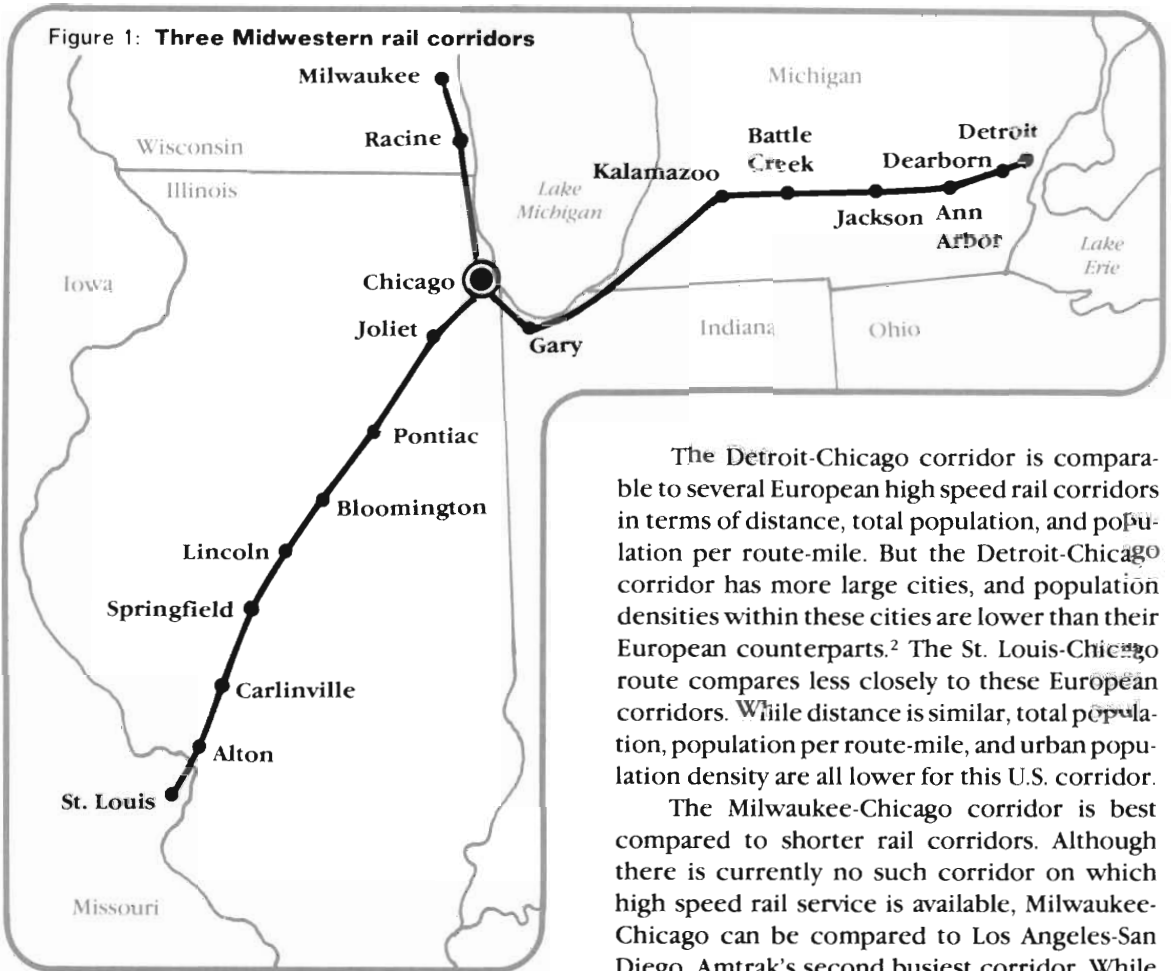 Figure 1: Three Midwestern rail corridors
Milwaukee
Michigan
Racine
Battle
Creek
Detroit
Wisconsin
Dearborn
Kalamazoo
Illinois
Lake
Michigan
Jackson
Ann
Arbor
Lake
Erie
Chicago
Iowa
Joliet
Indiana
Ohio
Gary
Pontiac
Bloomington
Lincoln
Springfield
Carlinville
Alton
St. Louis
Missouri
The Detroit-Chicago corridor is compara-
ble to several European high speed rail corridors
in terms of distance, total population, and popu-
lation per route-mile. But the Detroit-Chicago
corridor has more large cities, and population
densities within these cities are lower than their
European counterparts.² The St. Louis-Chicago
route compares less closely to these European
corridors. While distance is similar, total popula-
tion, population per route-mile, and urban popu-
lation density are all lower for this U.S. corridor.
The Milwaukee-Chicago corridor is best
compared to shorter rail corridors. Although
there is currently no such corridor on which
high speed rail service is available, Milwaukee-
Chicago can be compared to Los Angeles-San
Diego, Amtrak's second busiest corridor. While